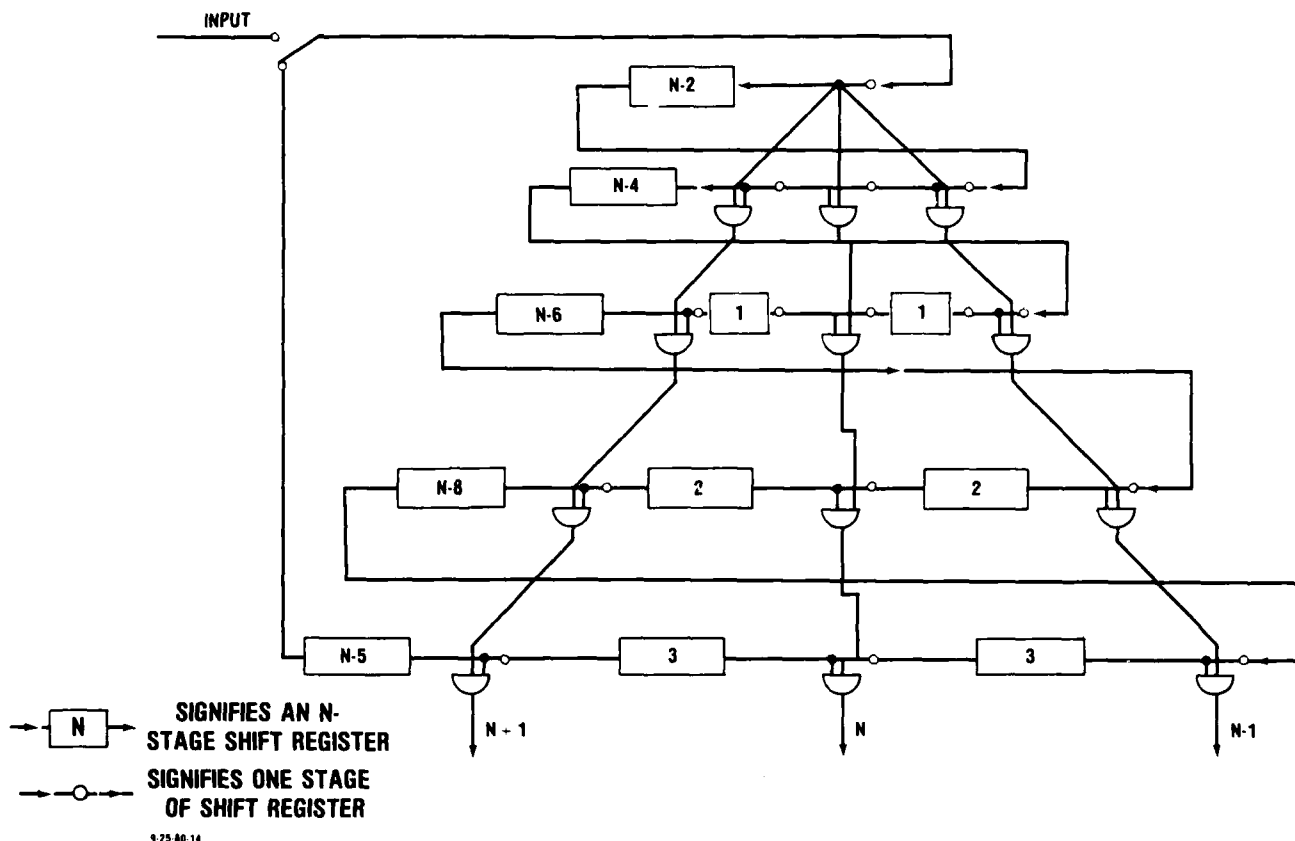 INPUT
N-2
N-4
N-6
1
1
N-8
2
2
N-5
3
3
N + 1
N
N-1
N
SIGNIFIES AN N-
STAGE SHIFT REGISTER
SIGNIFIES ONE STAGE
OF SHIFT REGISTER
9-25-80-14